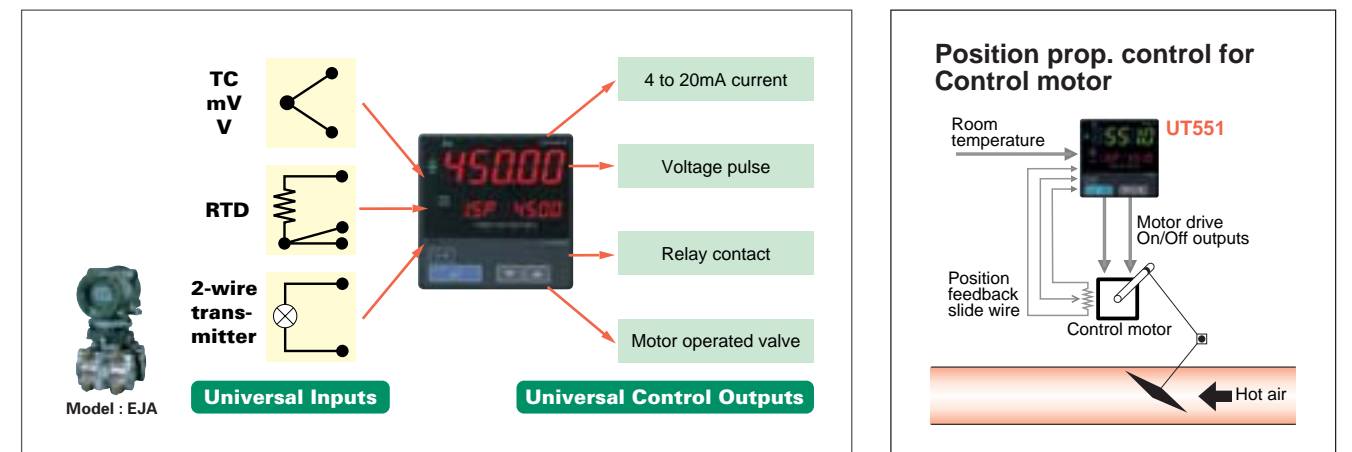 TC
mV
V
RTD
2-wire
trans-
mitter
Model : EJA
Universal Inputs
450.00
4 to 20mA current
Voltage pulse
Relay contact
Motor operated valve
Universal Control Outputs
Position prop. control for
Control motor
Room
temperature
UT551
Motor drive
On/Off outputs
Position
feedback
slide wire
Control motor
Hot air